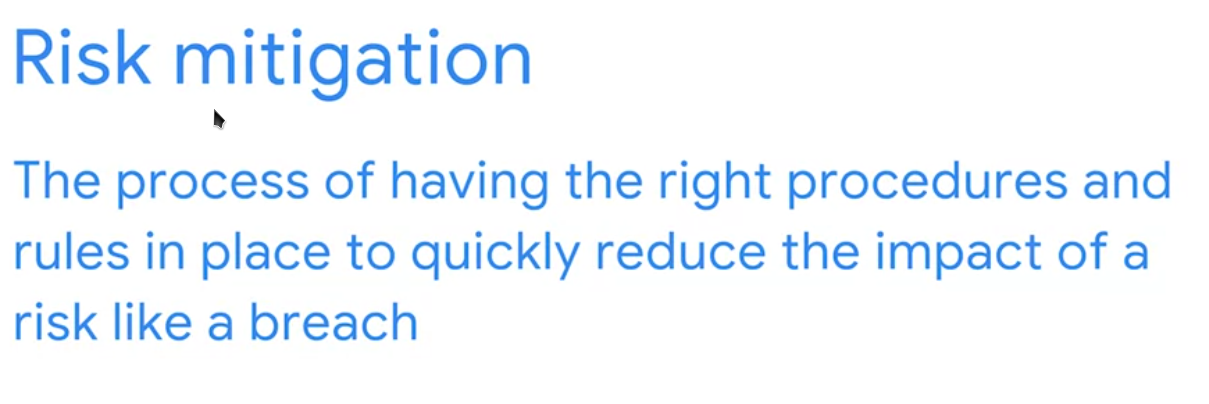 Risk mitigation
The process of having the right procedures and
rules in place to quickly reduce the impact of a
risk like a breach